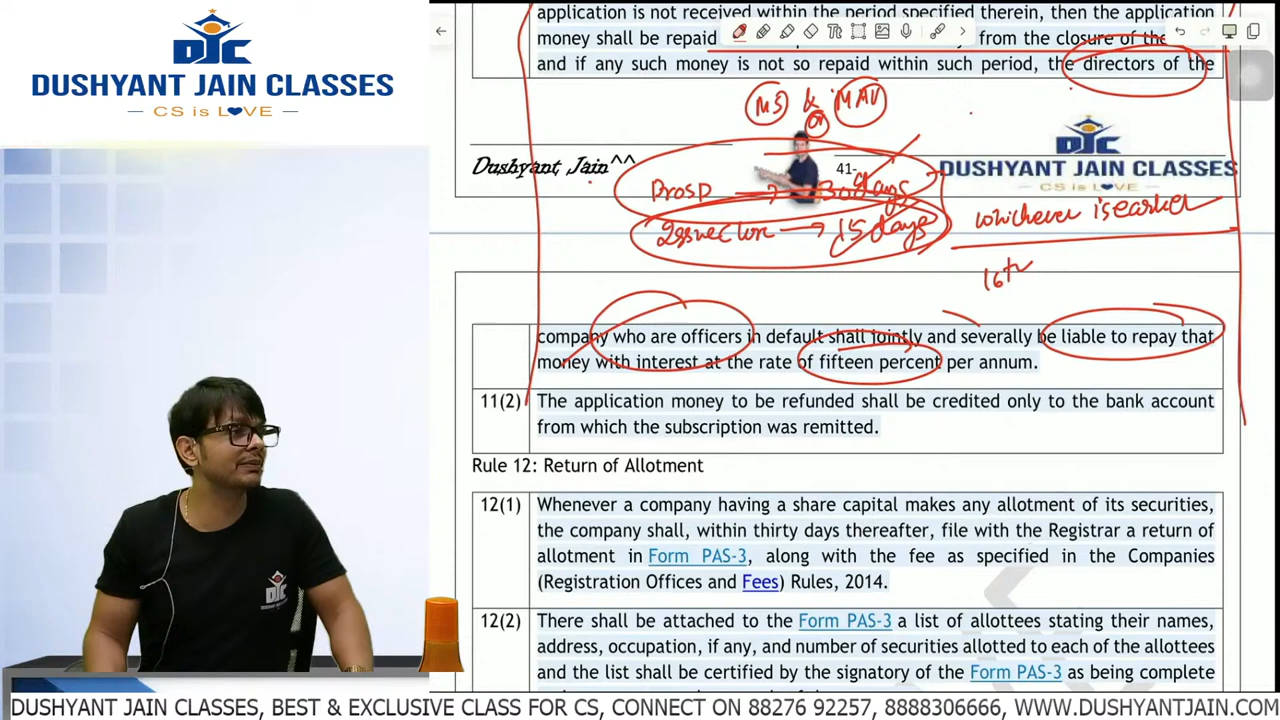 DJC
DUSHYANT JAIN CLASSES
CS is LOVE
application is not received within the period specified therein, then the application
money shall be repaid
from the closure of the
and if any such money is not so repaid within such period, the directors of the
MS & MAV
or
Dushyant Jain^^
41-
DJC
DUSHYANT JAIN CLASSES
CS is LOVE
Prosp → 30 days
→ 15 days
whichever is earlier
16th
company who are officers in default shall jointly and severally be liable to repay that
money with interest at the rate of fifteen percent per annum.
11(2) The application money to be refunded shall be credited only to the bank account
from which the subscription was remitted.
Rule 12: Return of Allotment
12(1) Whenever a company having a share capital makes any allotment of its securities,
the company shall, within thirty days thereafter, file with the Registrar a return of
allotment in Form PAS-3, along with the fee as specified in the Companies
(Registration Offices and Fees) Rules, 2014.
12(2) There shall be attached to the Form PAS-3 a list of allottees stating their names,
address, occupation, if any, and number of securities allotted to each of the allottees
and the list shall be certified by the signatory of the Form PAS-3 as being complete
DUSHYANT JAIN CLASSES, BEST & EXCLUSIVE CLASS FOR CS, CONNECT ON 88276 92257, 8888306666, WWW.DUSHYANTJAIN.COM